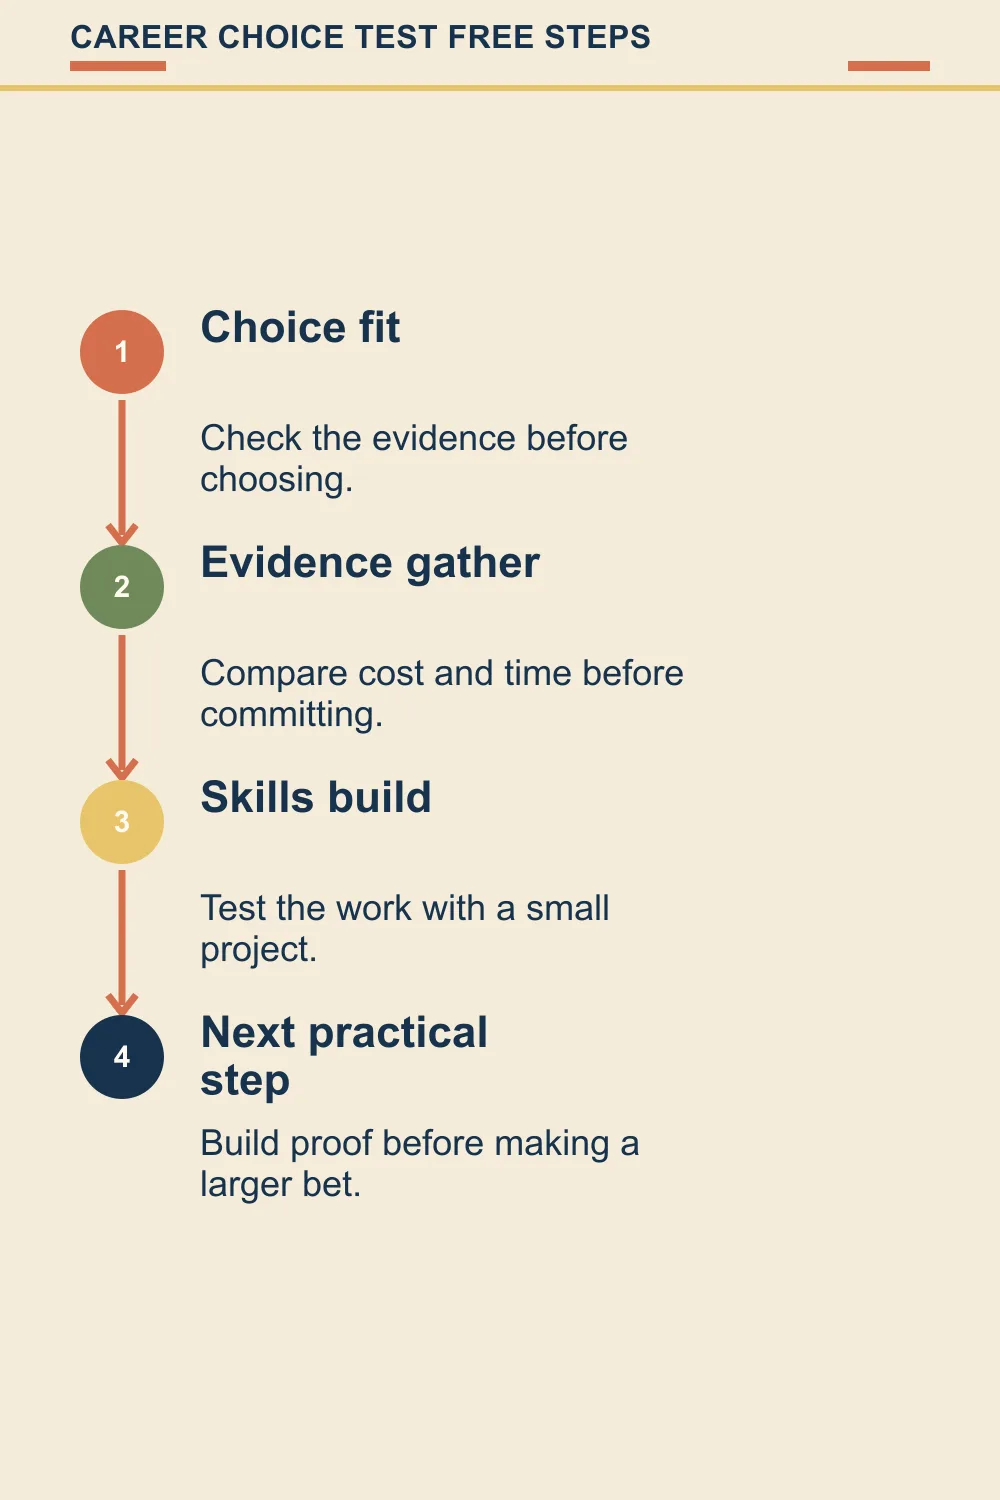 CAREER CHOICE TEST FREE STEPS
1
Choice fit
Check the evidence before
choosing.
2
Evidence gather
Compare cost and time before
committing.
3
Skills build
Test the work with a small
project.
4
Next practical
step
Build proof before making a
larger bet.